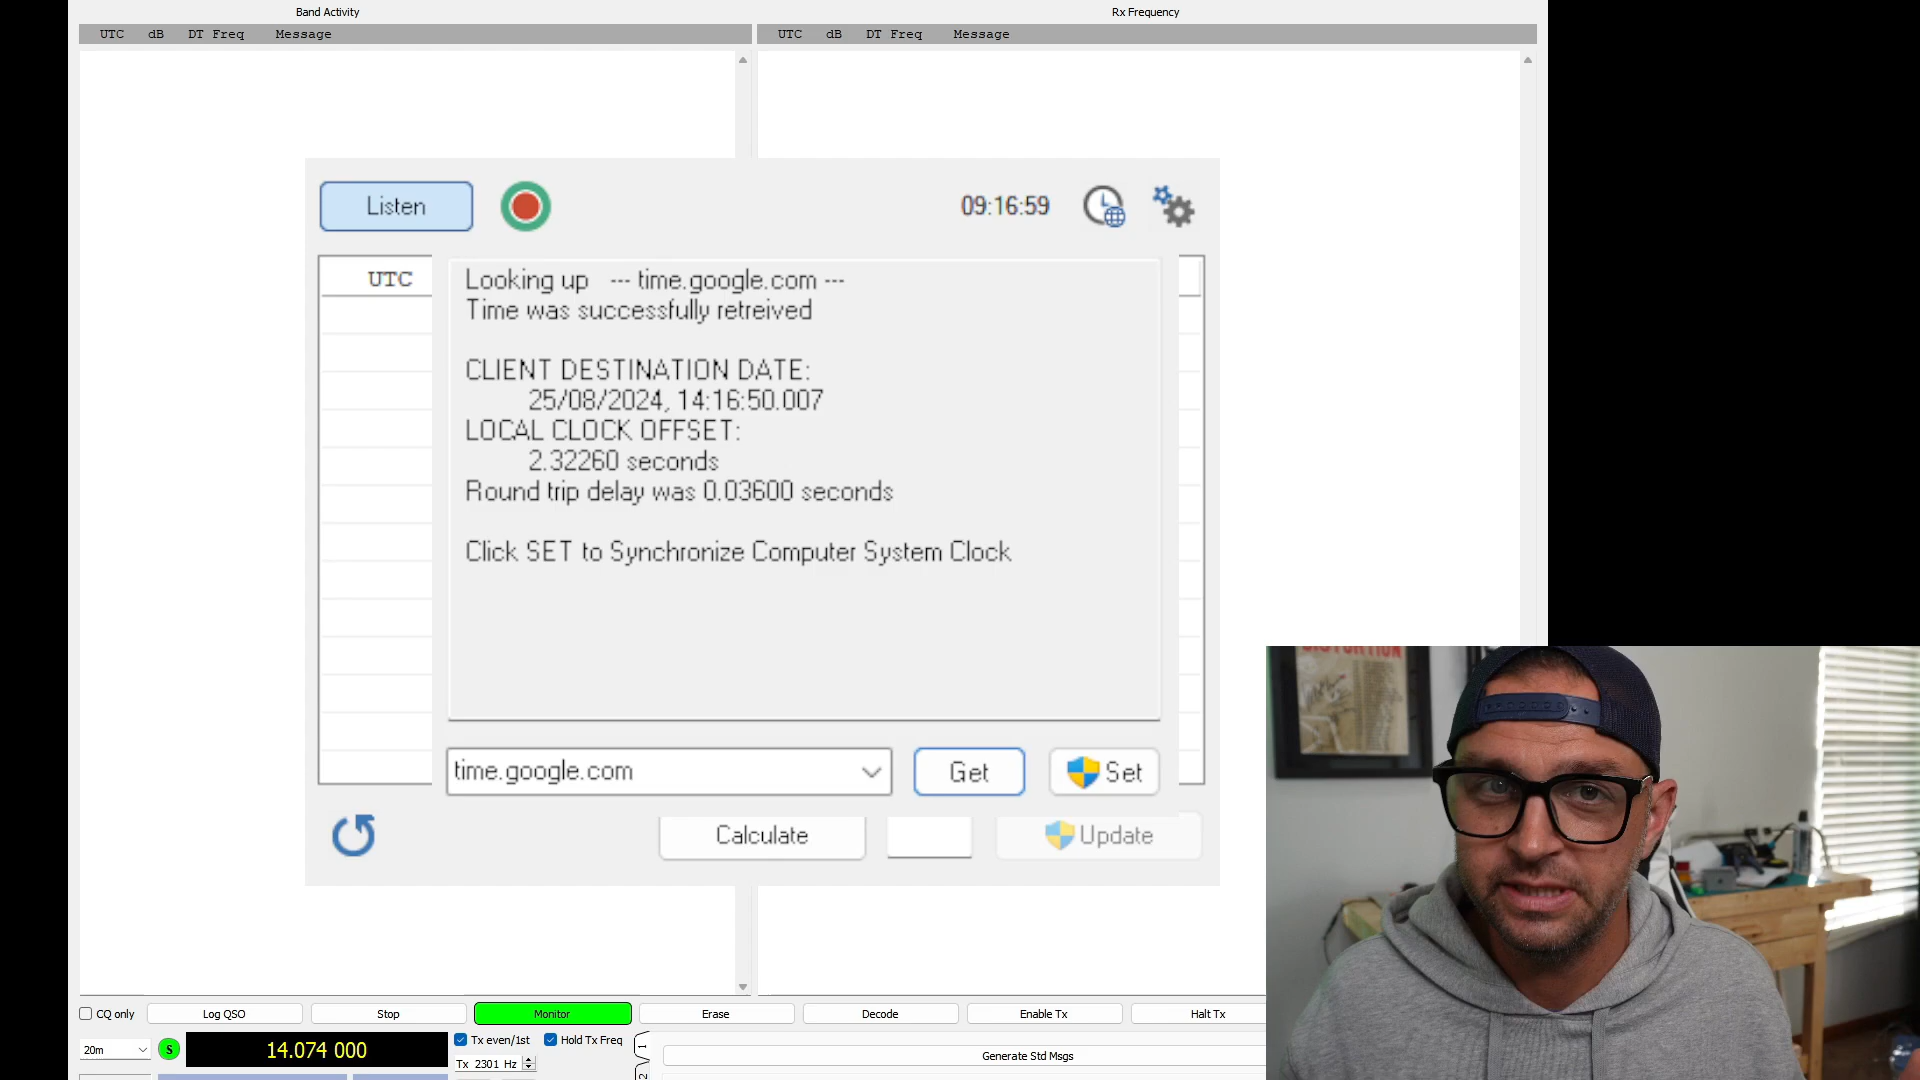 Band Activity
Rx Frequency
UTC dB DT Freq Message
UTC dB DT Freq Message
Listen
09:16:59
UTC
Looking up --- time.google.com ---
Time was successfully retreived
CLIENT DESTINATION DATE:
25/08/2024, 14:16:50.007
LOCAL CLOCK OFFSET:
2.32260 seconds
Round trip delay was 0.03600 seconds
Click SET to Synchronize Computer System Clock
time.google.com
Get
Set
Calculate
Update
DISTORTION
CQ only
Log QSO
Stop
Monitor
Erase
Decode
Enable Tx
Halt Tx
20m
S
14.074 000
Tx even/1st
Hold Tx Freq
Tx 2301 Hz
1
2
Generate Std Msgs